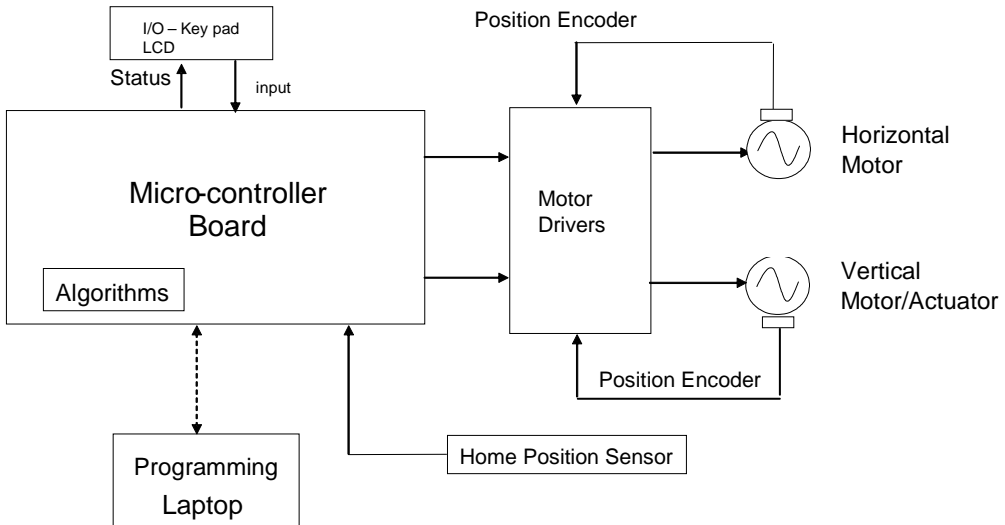 I/O – Key pad
LCD
Status
input
Position Encoder
Micro-controller
Board
Algorithms
Motor
Drivers
Horizontal
Motor
Vertical
Motor/Actuator
Position Encoder
Home Position Sensor
Programming
Laptop